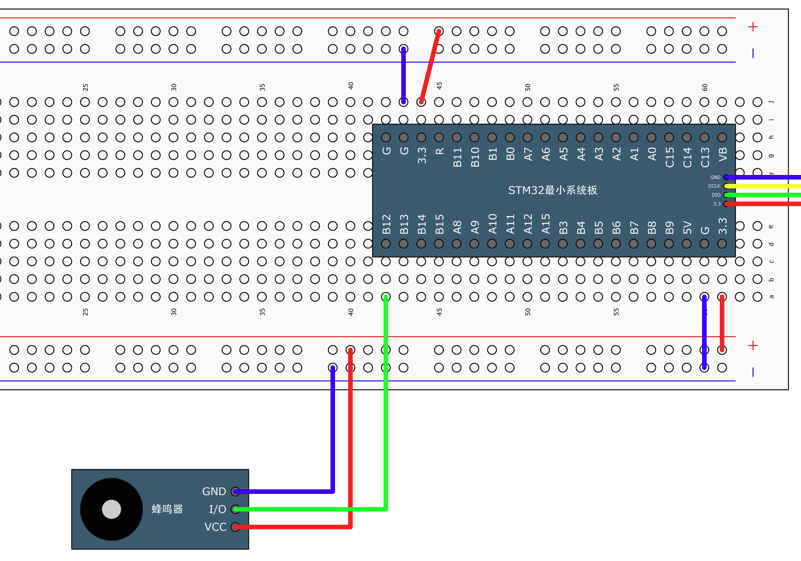 +
-
25 30 35 40 45 50 55 60
j
i
h
g
f
G G 3.3 R B11 B10 B1 B0 A7 A6 A5 A4 A3 A2 A1 A0 C15 C14 C13 VB
GND
DCLK
DIO
3.3
STM32最小系统板
B12 B13 B14 B15 A8 A9 A10 A11 A12 A15 B3 B4 B5 B6 B7 B8 B9 5V G 3.3
e
d
c
b
a
25 30 35 40 45 50 55
+
-
GND
蜂鸣器 I/O
VCC